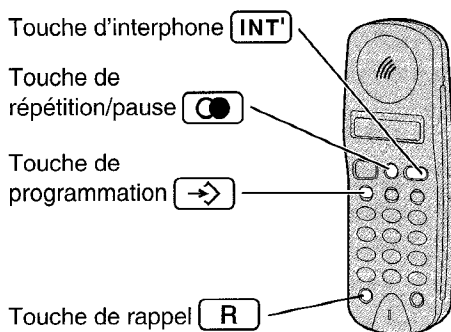 Touche d'interphone INT'
Touche de
répétition/pause
Touche de
programmation
Touche de rappel R